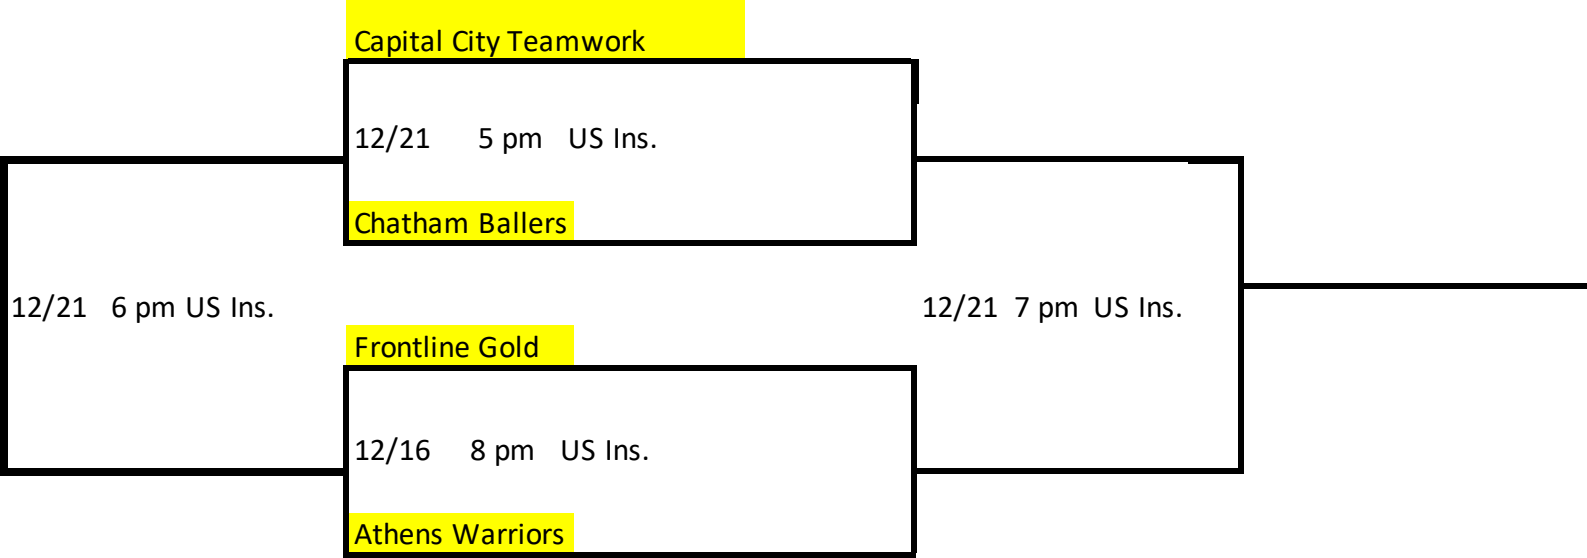 Capital City Teamwork
12/21 5 pm US Ins.
Chatham Ballers
12/21 6 pm US Ins.
12/21 7 pm US Ins.
Frontline Gold
12/16 8 pm US Ins.
Athens Warriors